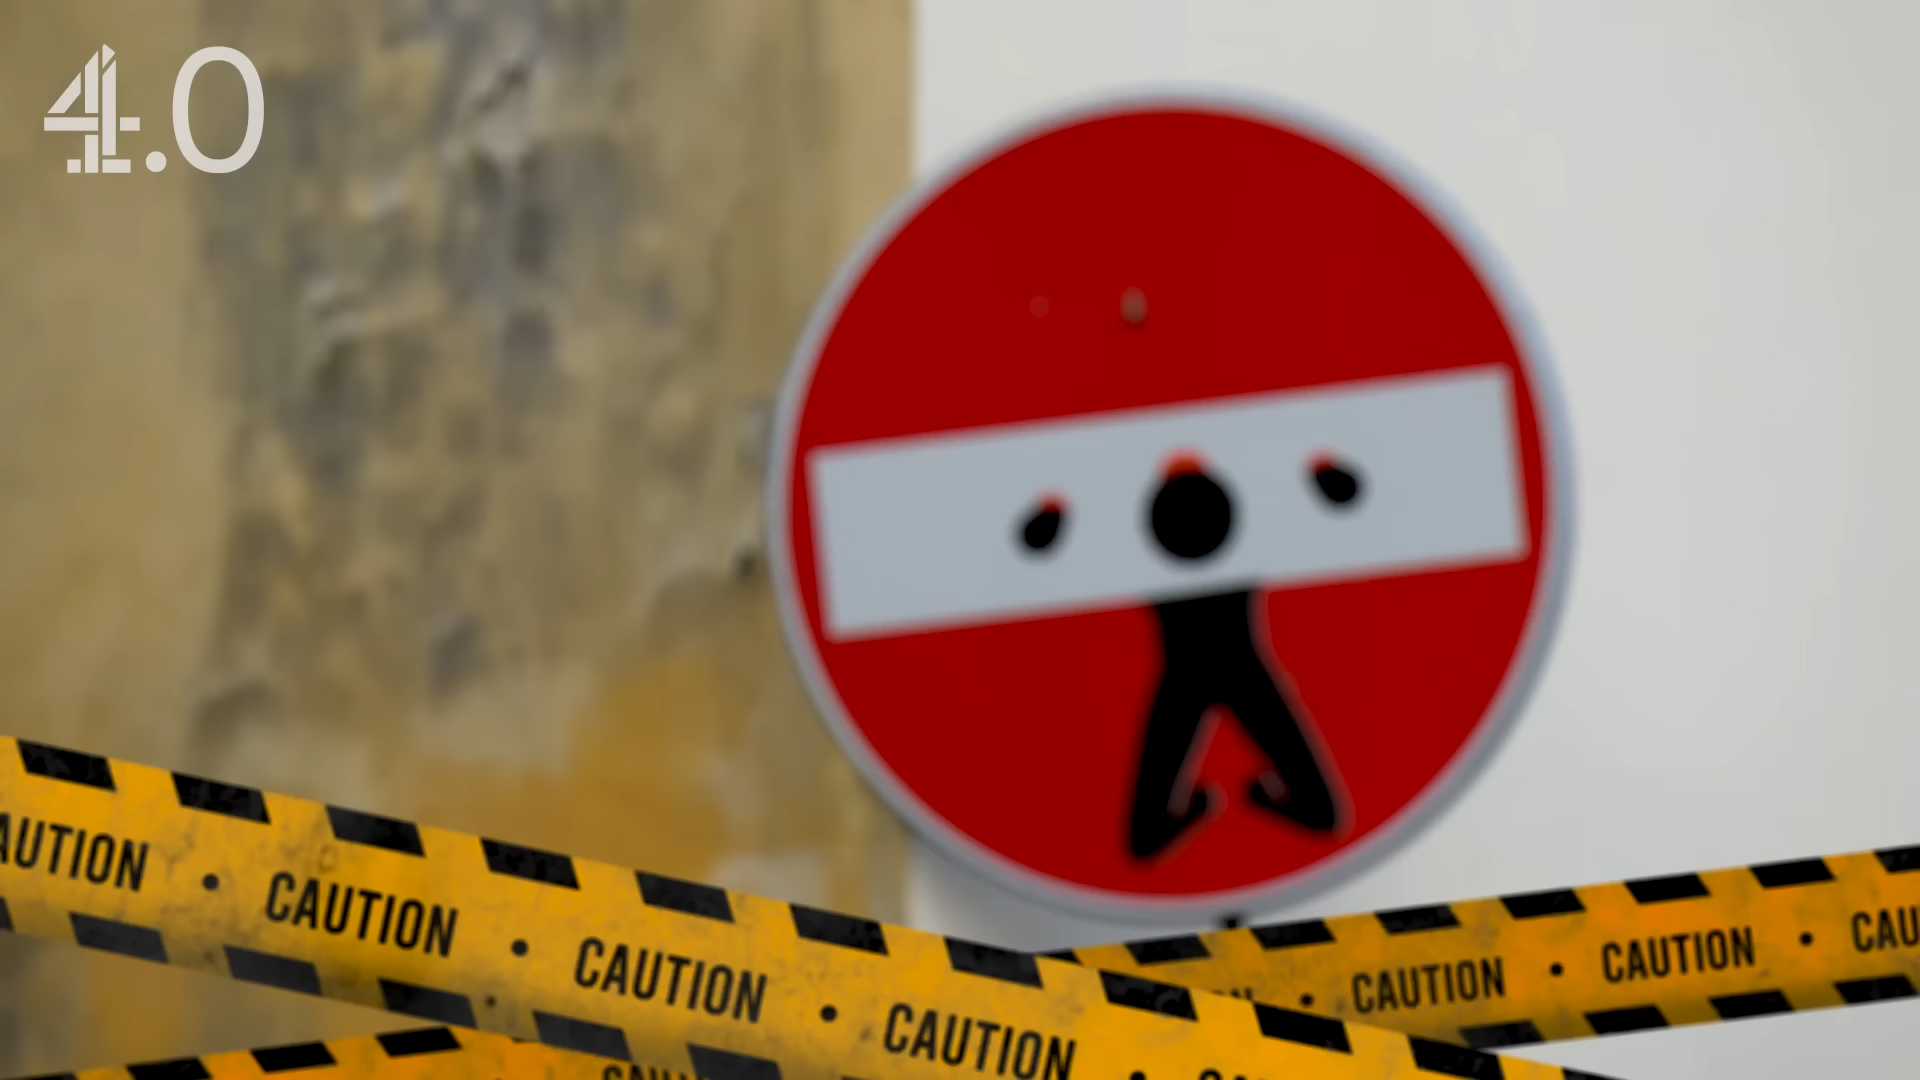 4.0
AUTION • CAUTION • CAUTION • CAUTION •
• CAUTION • CAUTION • CAU